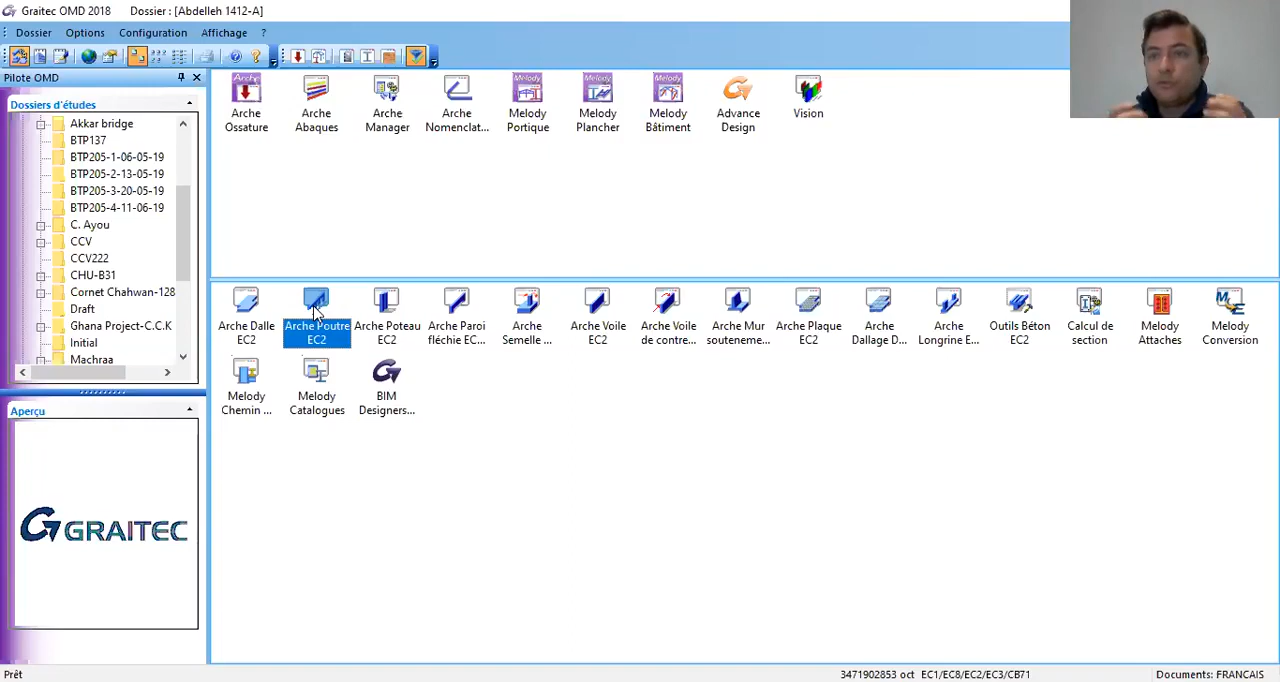 Graitec OMD 2018 Dossier : [Abdelleh 1412-A]
Dossier Options Configuration Affichage ?
Pilote OMD
Dossiers d'études
Akkar bridge
BTP137
BTP205-1-06-05-19
BTP205-2-13-05-19
BTP205-3-20-05-19
BTP205-4-11-06-19
C. Ayou
CCV
CCV222
CHU-B31
Cornet Chahwan-128
Draft
Ghana Project-C.C.K
Initial
Machraa
Aperçu
GRAITEC
Arche
Ossature
Arche
Abaques
Arche
Manager
Arche
Nomenclat...
Melody
Portique
Melody
Plancher
Melody
Bâtiment
Advance
Design
Vision
Arche Dalle
EC2
Arche Poutre
EC2
Arche Poteau
EC2
Arche Paroi
fléchie EC...
Arche
Semelle ...
Arche Voile
EC2
Arche Voile
de contre...
Arche Mur
souteneme...
Arche Plaque
EC2
Arche
Dallage D...
Arche
Longrine E...
Outils Béton
EC2
Calcul de
section
Melody
Attaches
Melody
Conversion
Melody
Chemin ...
Melody
Catalogues
BIM
Designers...
Prêt
3471902853 oct EC1/EC8/EC2/EC3/CB71
Documents: FRANCAIS